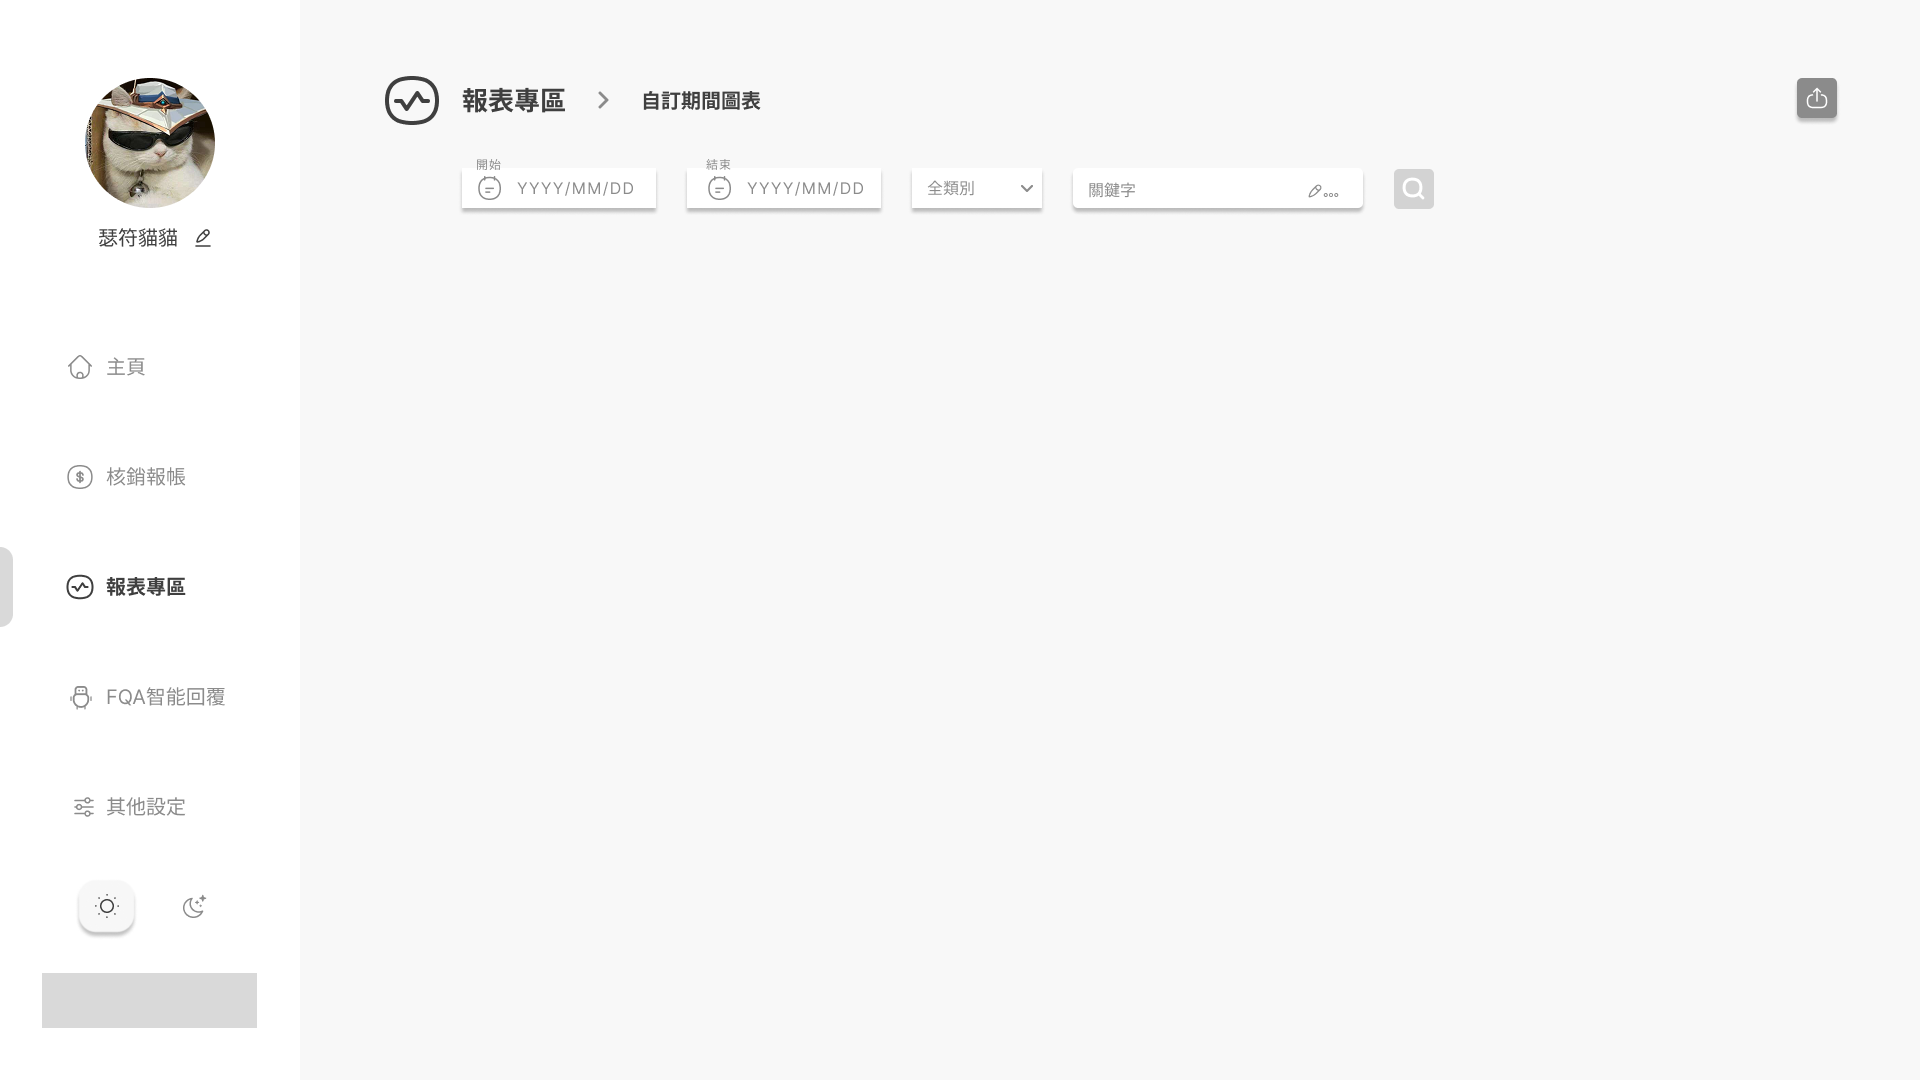 瑟符貓貓
主頁
核銷報帳
報表專區
FQA智能回覆
其他設定
報表專區
自訂期間圖表
開始
YYYY/MM/DD
結束
YYYY/MM/DD
全類別
關鍵字